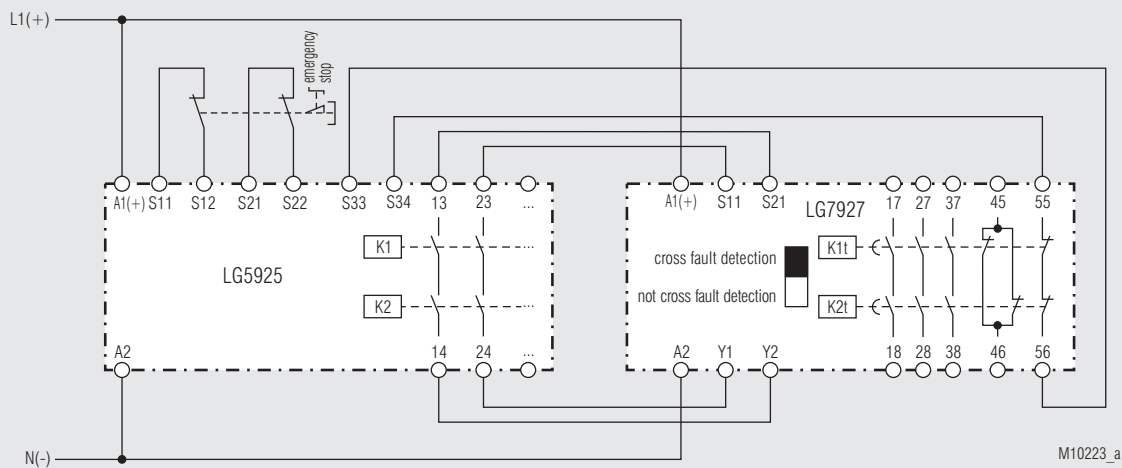 L1(+)
emergency
stop
A1(+) S11 S12 S21 S22 S33 S34 13 23 ...
A1(+) S11 S21 LG7927 17 27 37 45 55
K1 ...
LG5925
K2 ...
cross fault detection
not cross fault detection
K1t
K2t
A2 14 24 ...
A2 Y1 Y2 18 28 38 46 56
N(-)
M10223_a